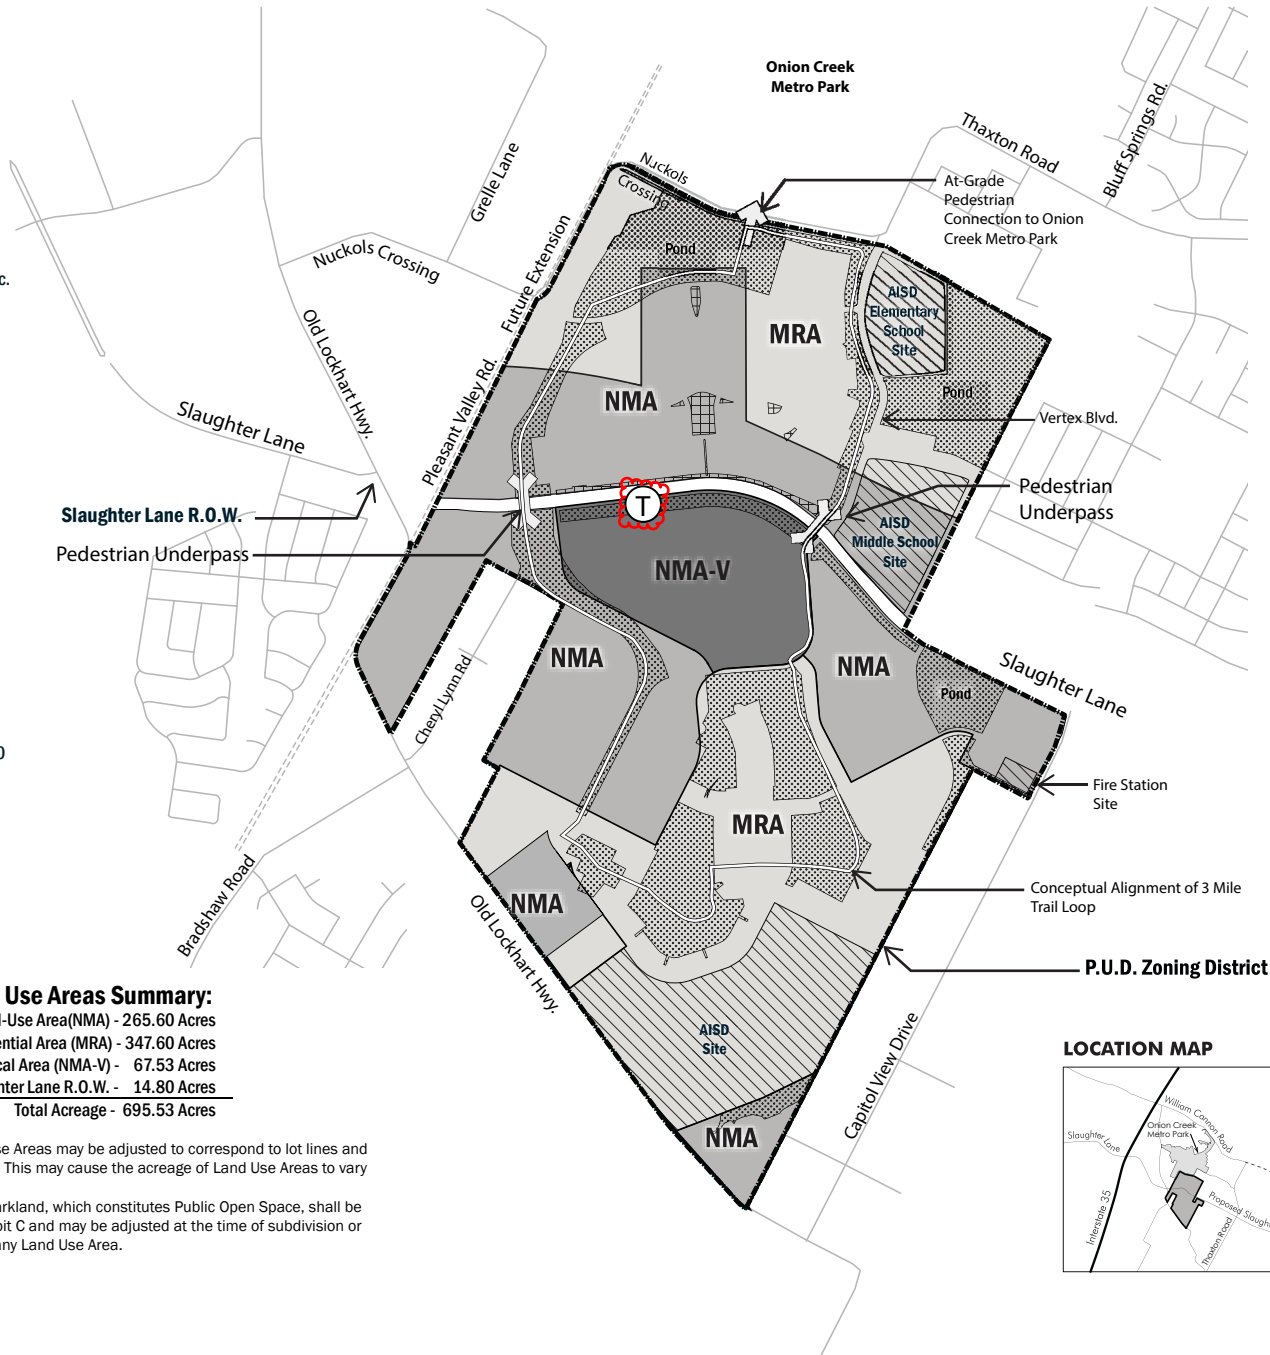 Onion Creek
Metro Park
Thaxton Road
Bluff Springs Rd.
Nuckols
Crossing
At-Grade
Pedestrian
Connection to Onion
Creek Metro Park
Grelle Lane
Nuckols Crossing
Future Extension
Pleasant Valley Rd.
Old Lockhart Hwy.
c.
Pond
MRA
AISD
Elementary
School
Site
Pond
NMA
Vertex Blvd.
Slaughter Lane
Slaughter Lane R.O.W.
Pedestrian Underpass
T
Pedestrian
Underpass
AISD
Middle School
Site
NMA-V
NMA
NMA
Slaughter Lane
Pond
Cheryl Lynn Rd
0
Fire Station
Site
MRA
Conceptual Alignment of 3 Mile
Trail Loop
NMA
Bradshaw Road
Old Lockhart Hwy.
P.U.D. Zoning District
AISD
Site
Capitol View Drive
NMA
Use Areas Summary:
-Use Area(NMA) - 265.60 Acres
ential Area (MRA) - 347.60 Acres
cal Area (NMA-V) - 67.53 Acres
hter Lane R.O.W. - 14.80 Acres
Total Acreage - 695.53 Acres
se Areas may be adjusted to correspond to lot lines and
This may cause the acreage of Land Use Areas to vary
arkland, which constitutes Public Open Space, shall be
bit C and may be adjusted at the time of subdivision or
any Land Use Area.
LOCATION MAP
William Cannon Road
Onion Creek
Metro Park
Slaughter Lane
Interstate 35
Proposed Slaught
Thaxton Road